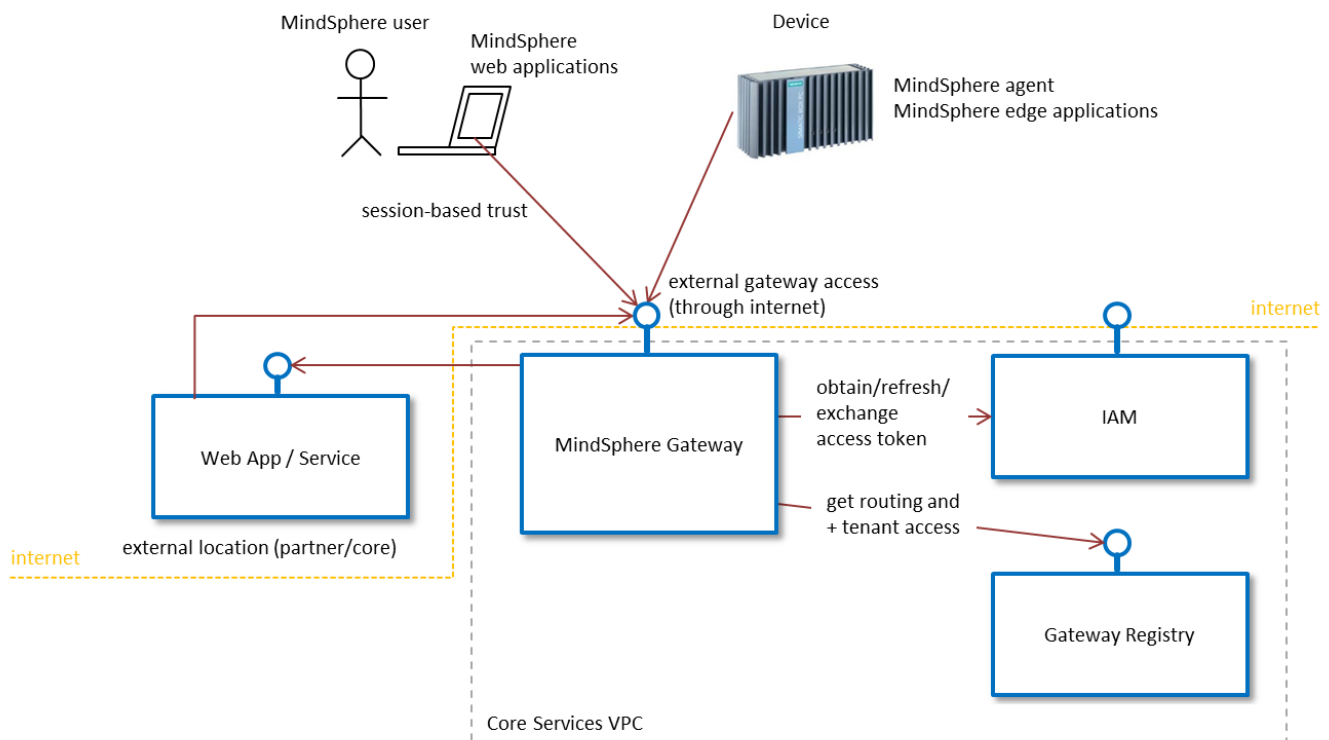 MindSphere user
MindSphere
web applications
Device
MindSphere agent
MindSphere edge applications
session-based trust
external gateway access
(through internet)
internet
Web App / Service
external location (partner/core)
internet
MindSphere Gateway
obtain/refresh/
exchange
access token
IAM
get routing and
+ tenant access
Gateway Registry
Core Services VPC